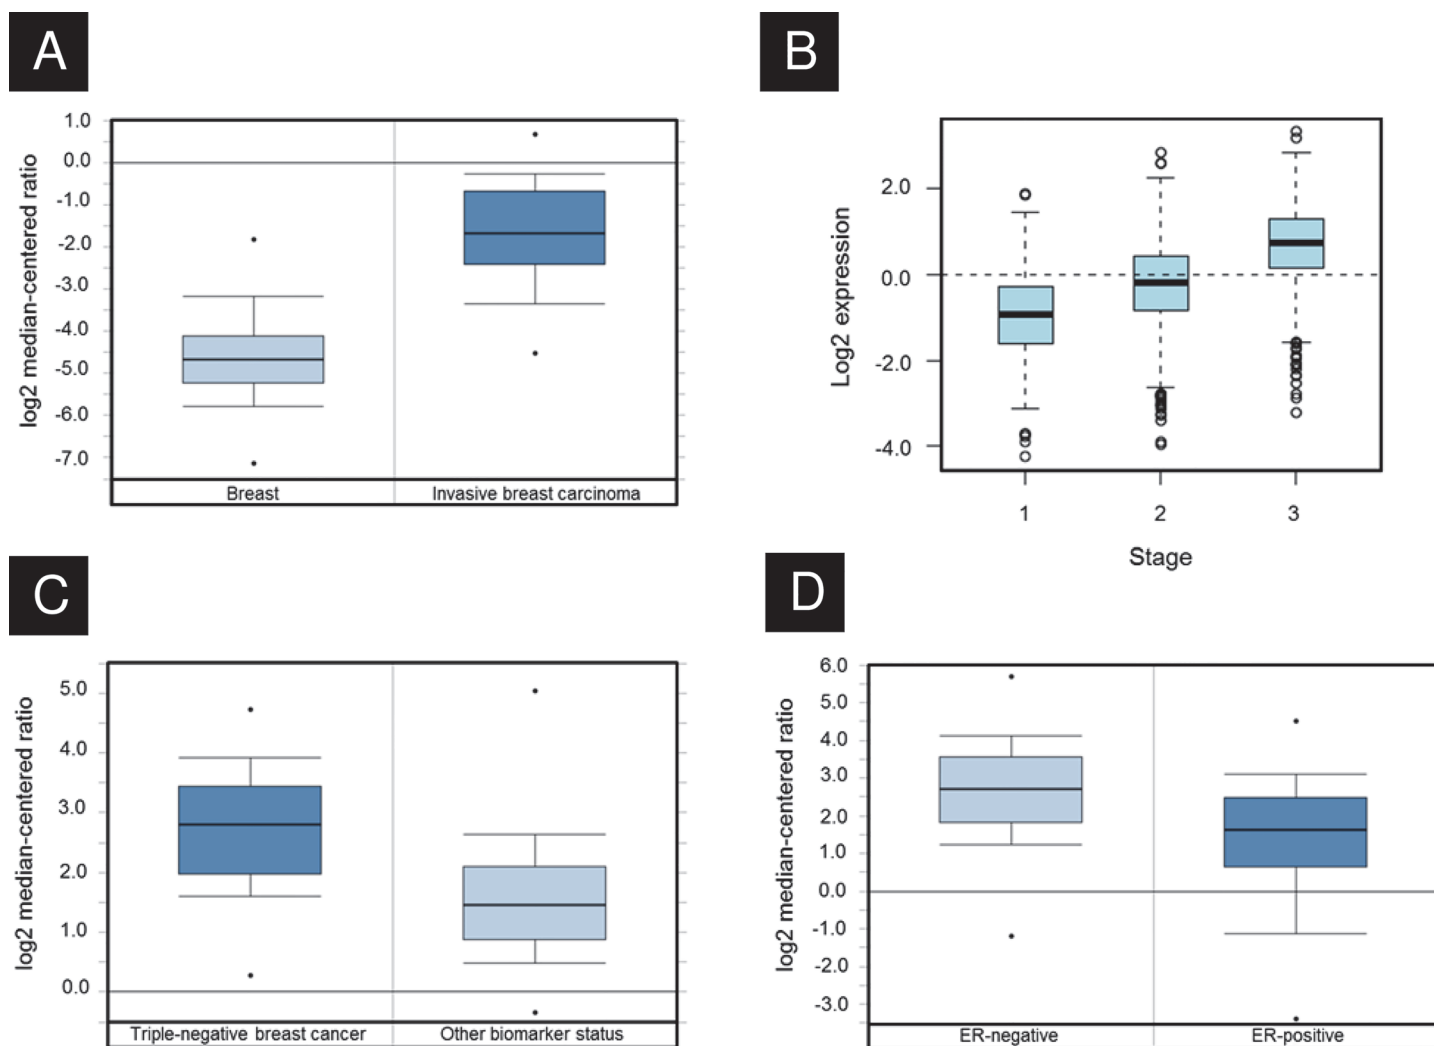 A
log2 median-centered ratio
1.0
0.0
-1.0
-2.0
-3.0
-4.0
-5.0
-6.0
-7.0
Breast
Invasive breast carcinoma
B
Log2 expression
2.0
0.0
-2.0
-4.0
1
2
3
Stage
C
log2 median-centered ratio
5.0
4.0
3.0
2.0
1.0
0.0
Triple-negative breast cancer
Other biomarker status
D
log2 median-centered ratio
6.0
5.0
4.0
3.0
2.0
1.0
0.0
-1.0
-2.0
-3.0
ER-negative
ER-positive